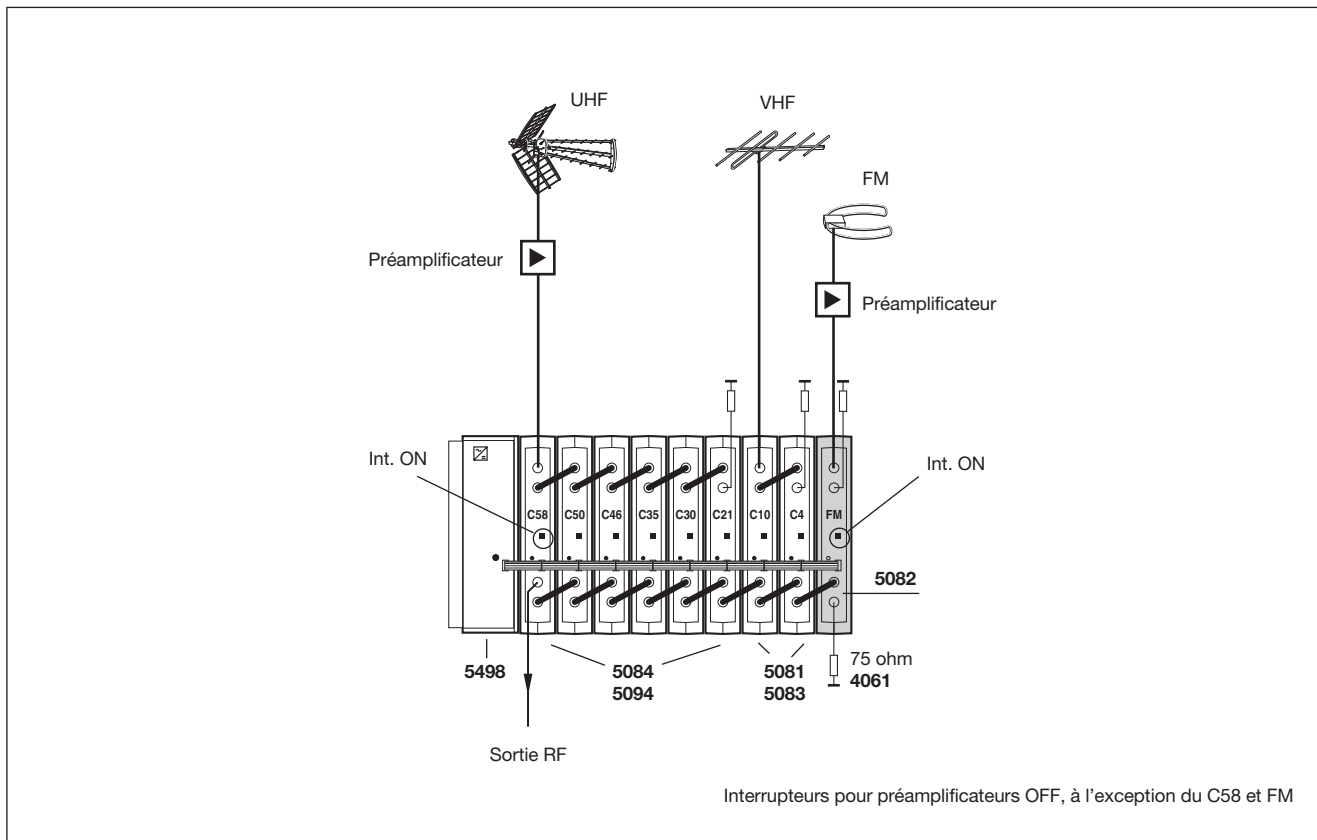 UHF
VHF
FM
Préamplificateur
Préamplificateur
Int. ON
Int. ON
C58 C50 C46 C35 C30 C21 C10 C4 FM
5082
5498
5084
5094
5081
5083
75 ohm
4061
Sortie RF
Interrupteurs pour préamplificateurs OFF, à l’exception du C58 et FM